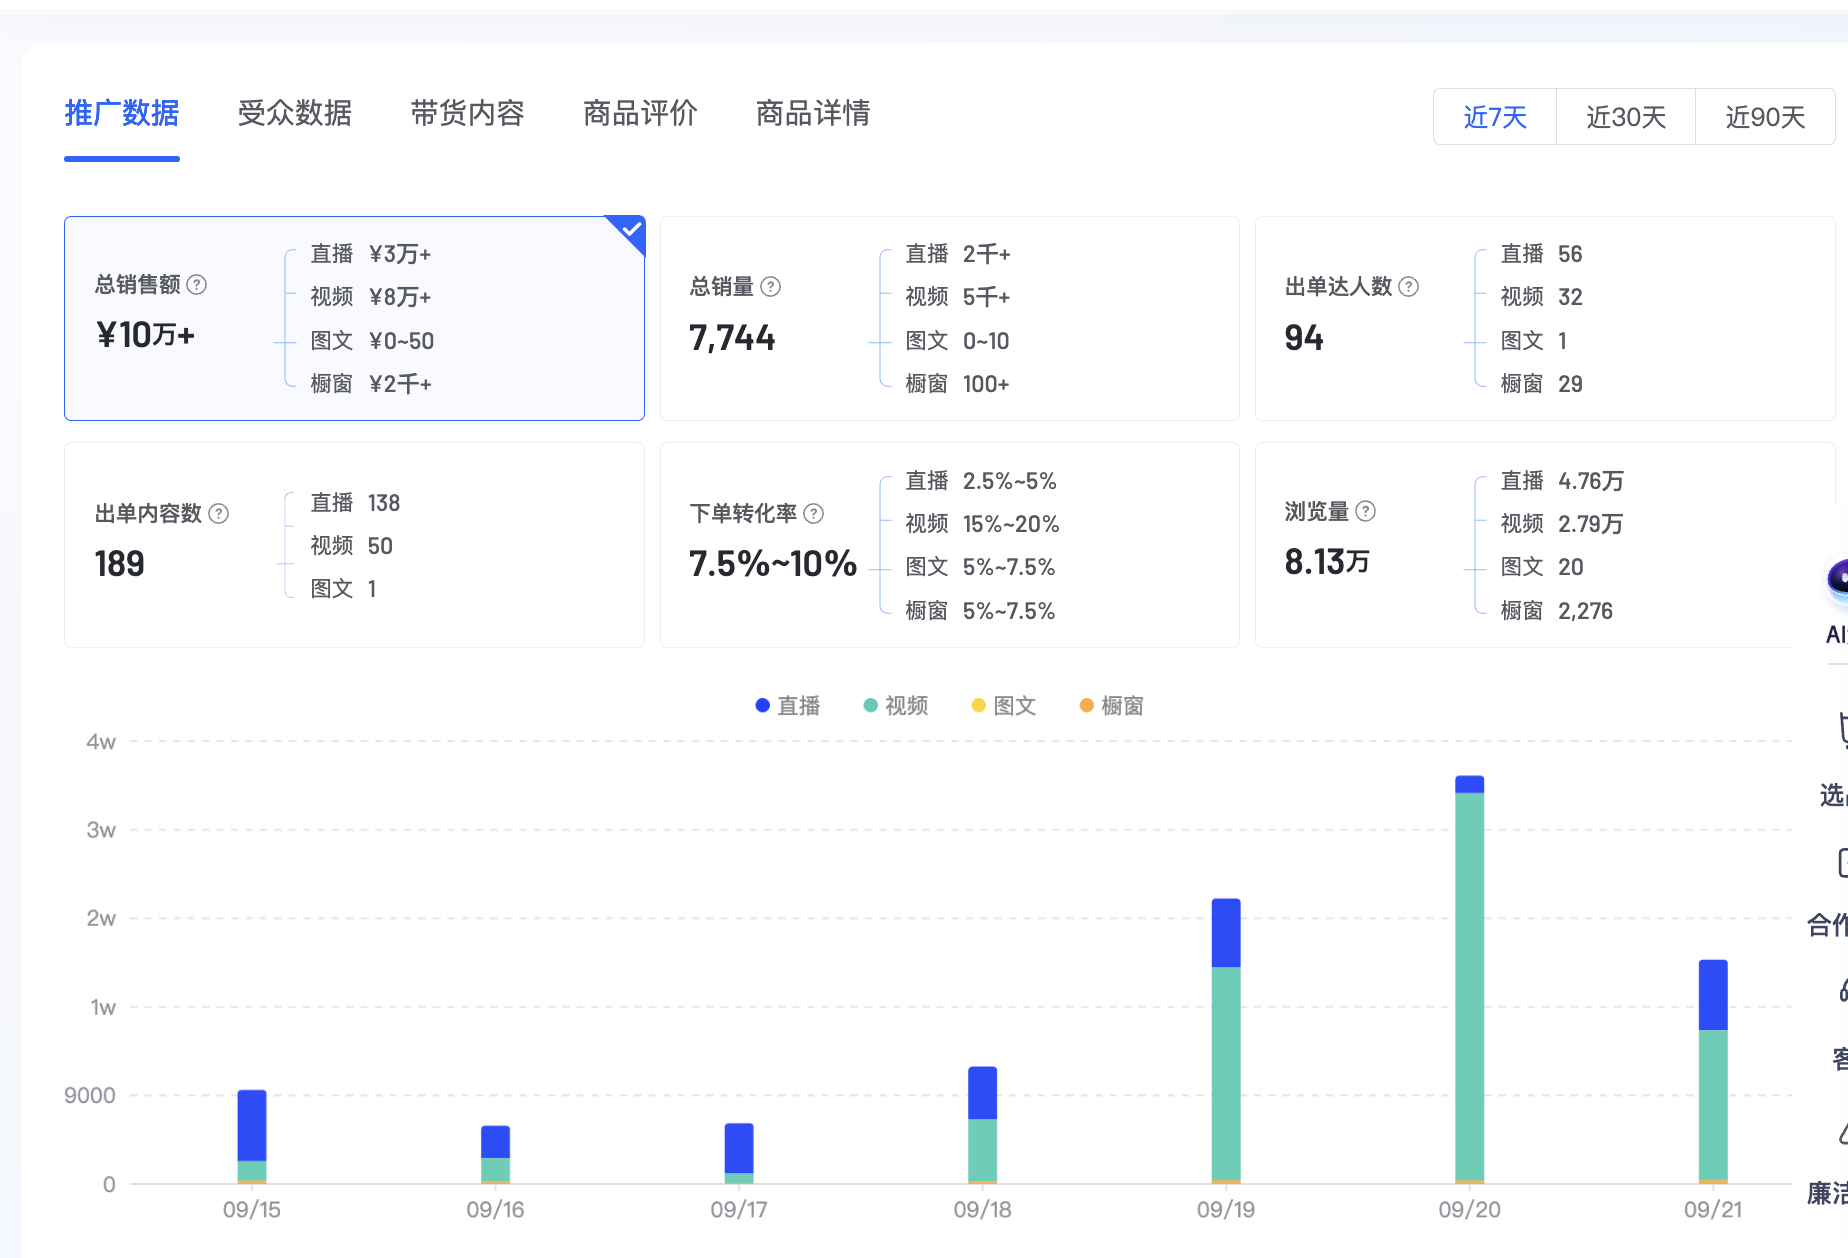 推广数据 受众数据 带货内容 商品评价 商品详情
近7天 近30天 近90天
总销售额 ?
¥10万+
直播 ¥3万+
视频 ¥8万+
图文 ¥0~50
橱窗 ¥2千+
总销量 ?
7,744
直播 2千+
视频 5千+
图文 0~10
橱窗 100+
出单达人数 ?
94
直播 56
视频 32
图文 1
橱窗 29
出单内容数 ?
189
直播 138
视频 50
图文 1
下单转化率 ?
7.5%~10%
直播 2.5%~5%
视频 15%~20%
图文 5%~7.5%
橱窗 5%~7.5%
浏览量 ?
8.13万
直播 4.76万
视频 2.79万
图文 20
橱窗 2,276
AI
选
合作
客
廉洁
直播 视频 图文 橱窗
4w
3w
2w
1w
9000
0
09/15 09/16 09/17 09/18 09/19 09/20 09/21